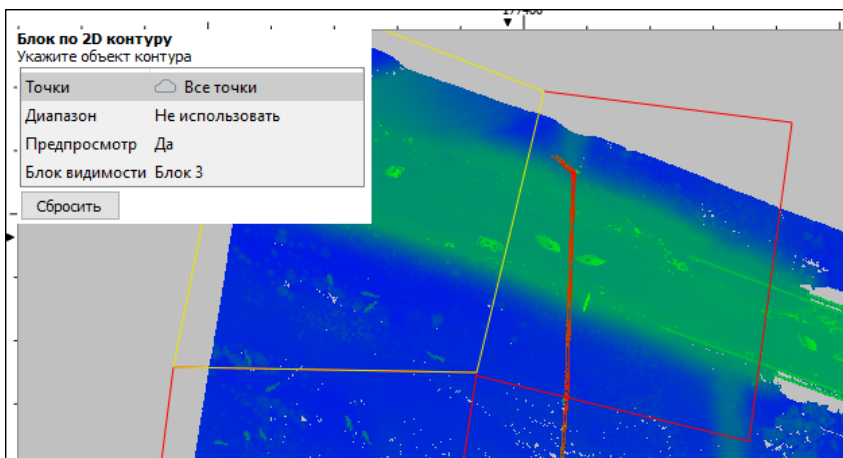 Блок по 2D контуру
Укажите объект контура
Точки Все точки
Диапазон Не использовать
Предпросмотр Да
Блок видимости Блок 3
Сбросить